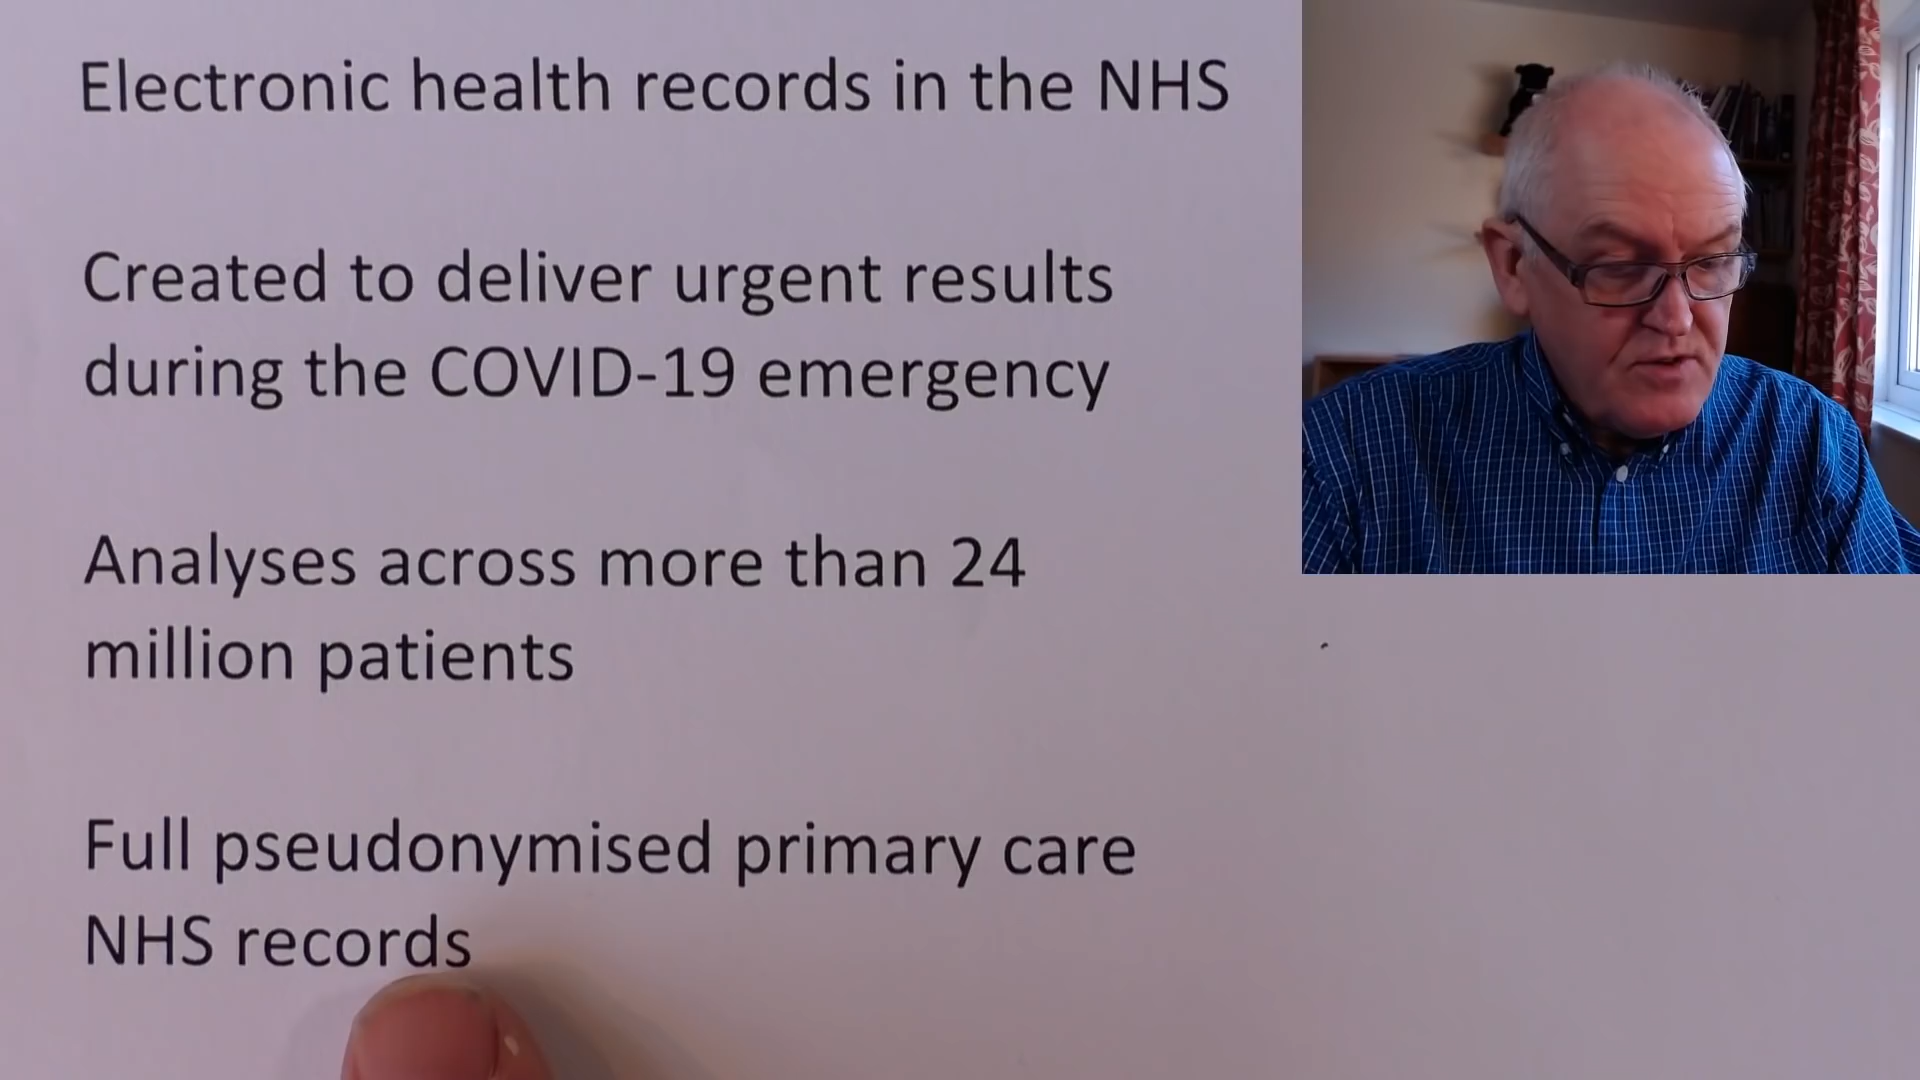 Electronic health records in the NHS
Created to deliver urgent results
during the COVID-19 emergency
Analyses across more than 24
million patients
Full pseudonymised primary care
NHS records